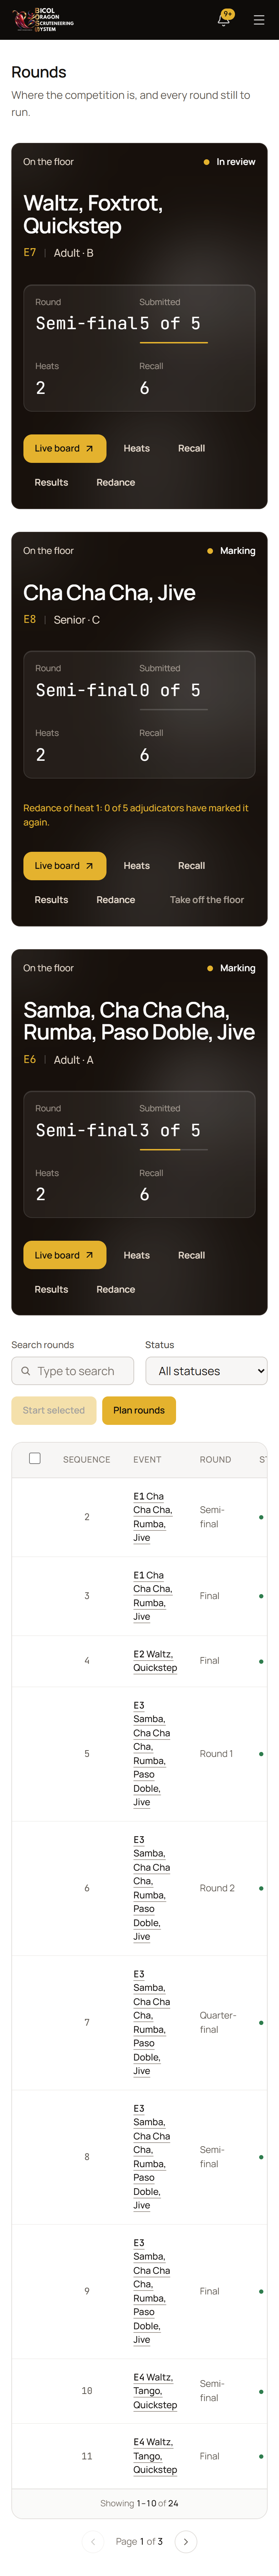 BICOL
DRAGON
SCRUTINEERING
SYSTEM
9+
Rounds
Where the competition is, and every round still to
run.
On the floor
In review
Waltz, Foxtrot,
Quickstep
E7 Adult · B
Round Submitted
Semi-final 5 of 5
Heats Recall
2 6
Live board Heats Recall
Results Redance
On the floor
Marking
Cha Cha Cha, Jive
E8 Senior · C
Round Submitted
Semi-final 0 of 5
Heats Recall
2 6
Redance of heat 1: 0 of 5 adjudicators have marked it
again.
Live board Heats Recall
Results Redance Take off the floor
On the floor
Marking
Samba, Cha Cha Cha,
Rumba, Paso Doble, Jive
E6 Adult · A
Round Submitted
Semi-final 3 of 5
Heats Recall
2 6
Live board Heats Recall
Results Redance
Search rounds Status
Type to search All statuses
Start selected Plan rounds
SEQUENCE EVENT ROUND
2
E1 Cha
Cha Cha,
Rumba,
Jive
Semi-
final
3
E1 Cha
Cha Cha,
Rumba,
Jive
Final
4
E2 Waltz,
Quickstep
Final
5
E3
Samba,
Cha Cha
Cha,
Rumba,
Paso
Doble,
Jive
Round 1
6
E3
Samba,
Cha Cha
Cha,
Rumba,
Paso
Doble,
Jive
Round 2
7
E3
Samba,
Cha Cha
Cha,
Rumba,
Paso
Doble,
Jive
Quarter-
final
8
E3
Samba,
Cha Cha
Cha,
Rumba,
Paso
Doble,
Jive
Semi-
final
9
E3
Samba,
Cha Cha
Cha,
Rumba,
Paso
Doble,
Jive
Final
10
E4 Waltz,
Tango,
Quickstep
Semi-
final
11
E4 Waltz,
Tango,
Quickstep
Final
Showing 1–10 of 24
Page 1 of 3